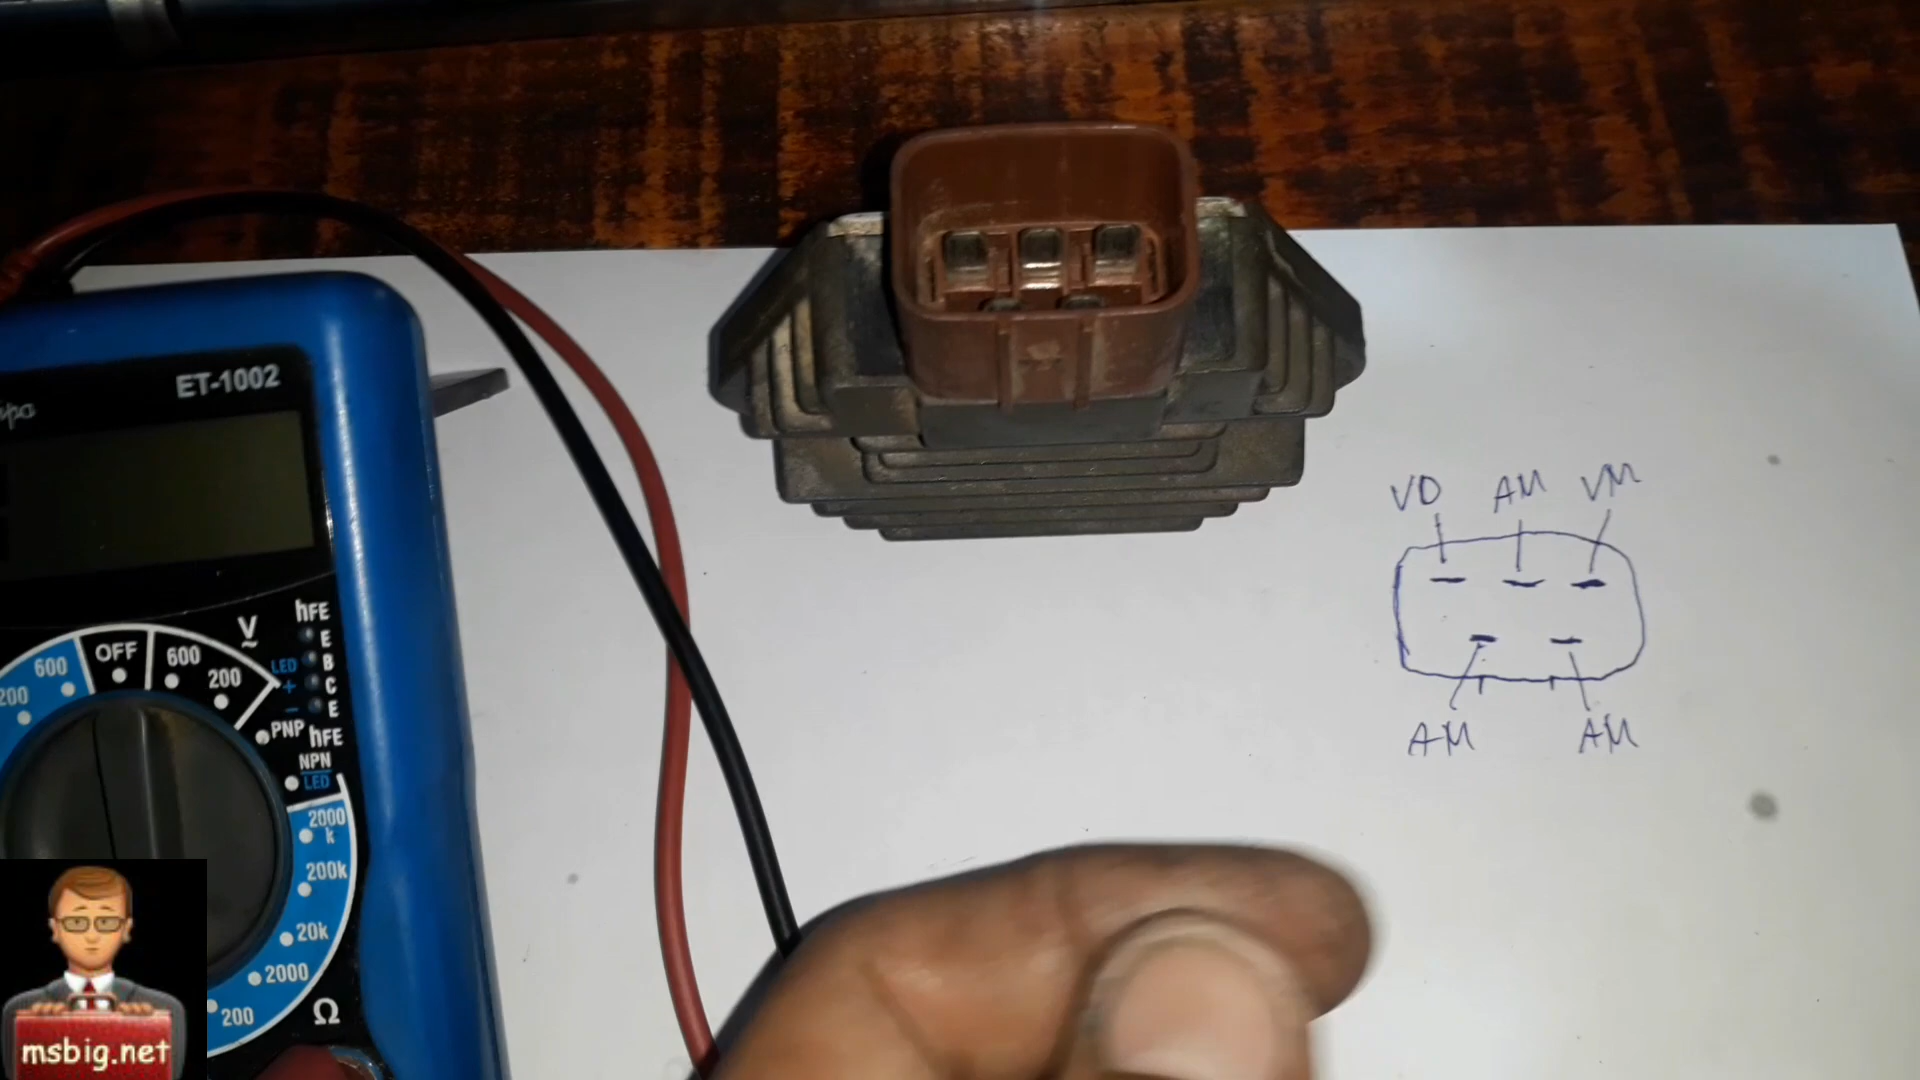 ET-1002
V
hFE
E
B
C
E
LED
+
-
600
OFF
600
200
200
PNP
hFE
NPN
LED
2000
k
200k
20k
2000
200
Ω
VD AM VM
AM AM
msbig.net